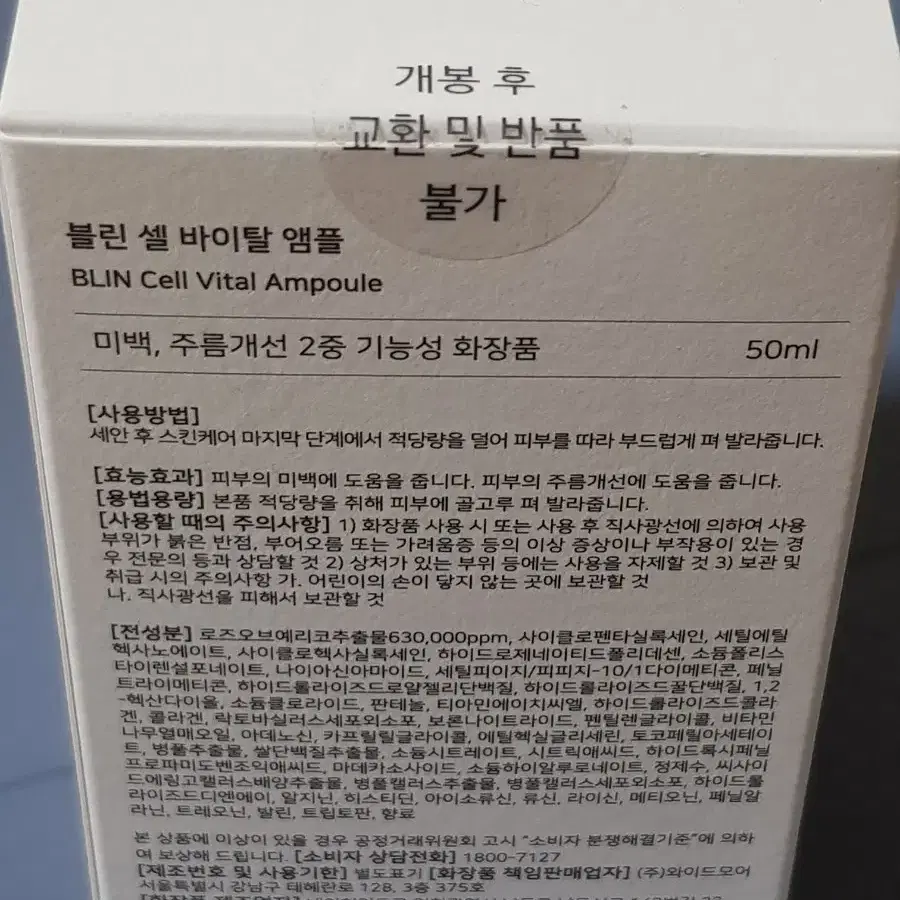 개봉 후
교환 및 반품
불가
블린 셀 바이탈 앰플
BLIN Cell Vital Ampoule
미백, 주름개선 2중 기능성 화장품 50ml
[사용방법]
세안 후 스킨케어 마지막 단계에서 적당량을 덜어 피부를 따라 부드럽게 펴 발라줍니다.
[효능효과] 피부의 미백에 도움을 줍니다. 피부의 주름개선에 도움을 줍니다.
[용법용량] 본품 적당량을 취해 피부에 골고루 펴 발라줍니다.
[사용할 때의 주의사항] 1) 화장품 사용 시 또는 사용 후 직사광선에 의하여 사용
부위가 붉은 반점, 부어오름 또는 가려움증 등의 이상 증상이나 부작용이 있는 경
우 전문의 등과 상담할 것 2) 상처가 있는 부위 등에는 사용을 자제할 것 3) 보관 및
취급 시의 주의사항 가. 어린이의 손이 닿지 않는 곳에 보관할 것
나. 직사광선을 피해서 보관할 것
[전성분] 로즈오브예리코추출물630,000ppm, 사이클로펜타실록세인, 세틸에틸
헥사노에이트, 사이클로헥사실록세인, 하이드로제네이티드폴리데센, 소듐폴리스
타이렌설포네이트, 나이아신아마이드, 세틸피이지/피피지-10/1다이메티콘, 페닐
트라이메티콘, 하이드롤라이즈드로얄젤리단백질, 하이드롤라이즈드꿀단백질, 1,2
-헥산다이올, 소듐클로라이드, 판테놀, 티아민에이치씨엘, 하이드롤라이즈드콜라
겐, 콜라겐, 락토바실러스세포외소포, 보론나이트라이드, 펜틸렌글라이콜, 비타민
나무열매오일, 아데노신, 카프릴릴글라이콜, 에틸헥실글리세린, 토코페릴아세테이
트, 병풀추출물, 쌀단백질추출물, 소듐시트레이트, 시트릭애씨드, 하이드록시페닐
프로파미도벤조익애씨드, 마데카소사이드, 소듐하이알루로네이트, 정제수, 씨사이
드에링고캘러스배양추출물, 병풀캘러스추출물, 병풀캘러스세포외소포, 하이드롤
라이즈드디앤에이, 알지닌, 히스티딘, 아이소류신, 류신, 라이신, 메티오닌, 페닐알
라닌, 트레오닌, 발린, 트립토판, 향료
본 상품에 이상이 있을 경우 공정거래위원회 고시 "소비자 분쟁해결기준"에 의하
여 보상해 드립니다. [소비자 상담전화] 1800-7127
[제조번호 및 사용기한] 별도표기 [화장품 책임판매업자] (주)와이드모어
서울특별시 강남구 테헤란로 128, 3층 375호